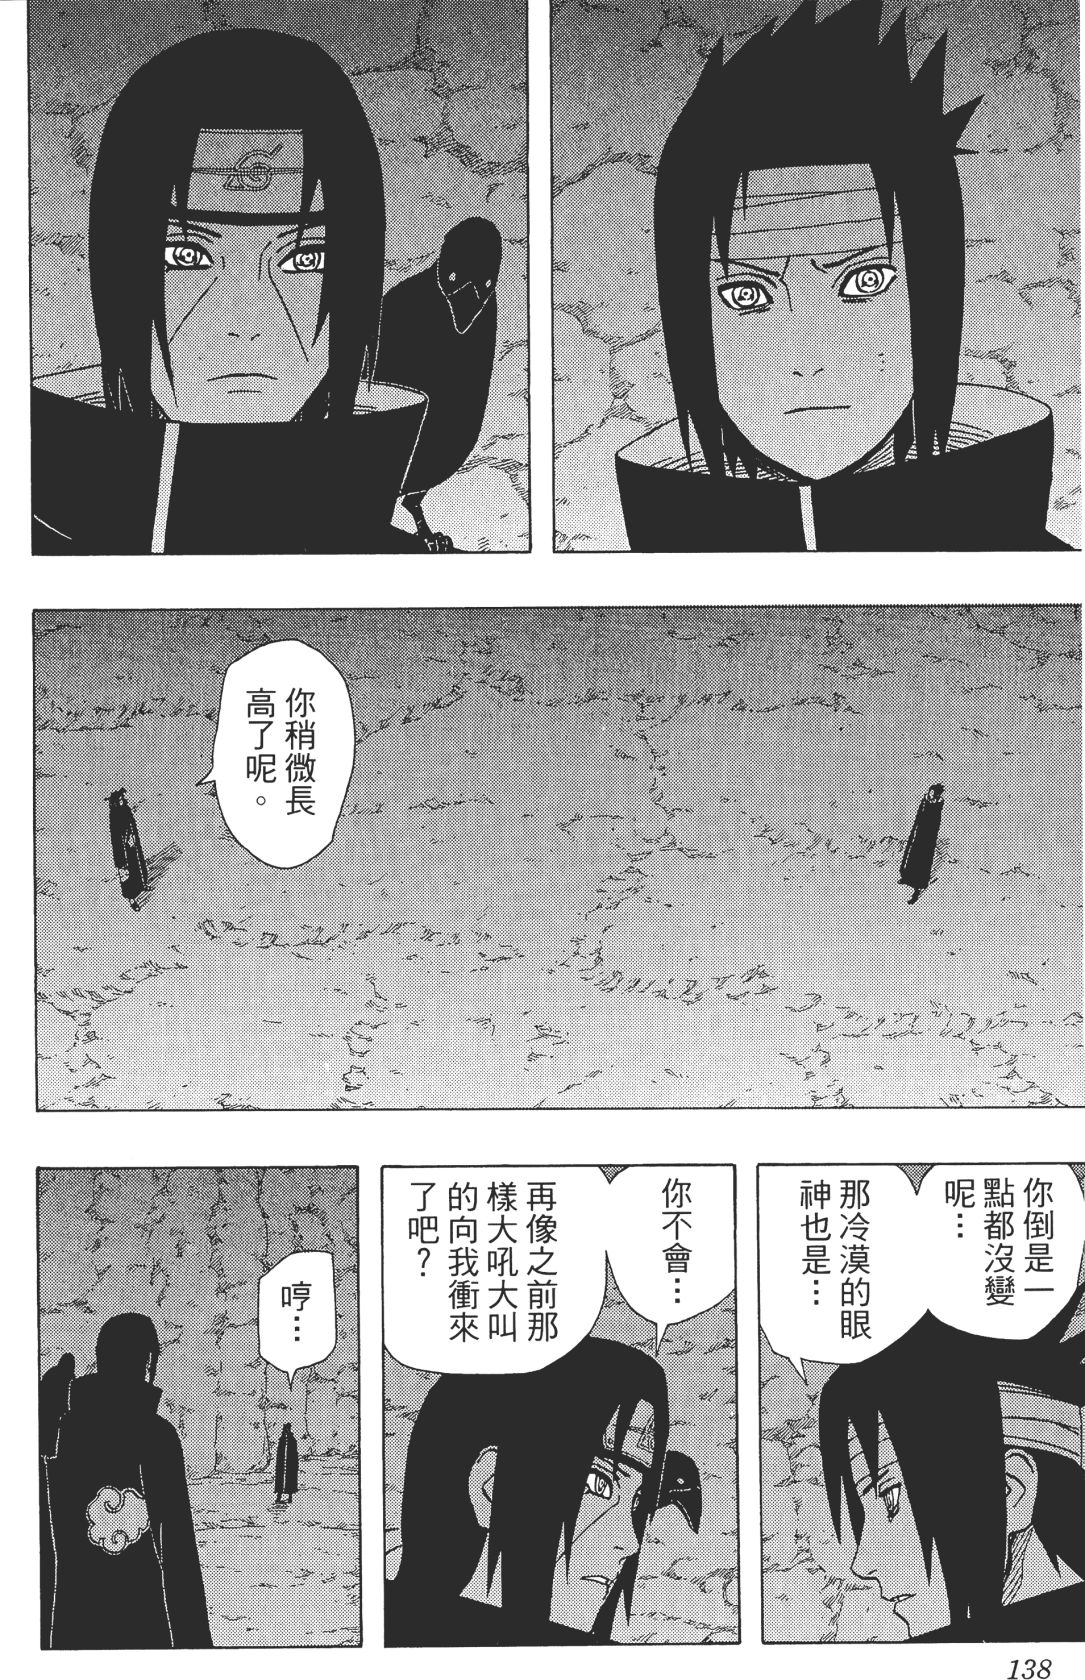 你稍微長
高了呢。
你倒是一
點都沒變
呢…
那冷漠的眼
神也是…
你不會…
再像之前那
樣大吼大叫
的向我衝來
了吧？
哼…
138